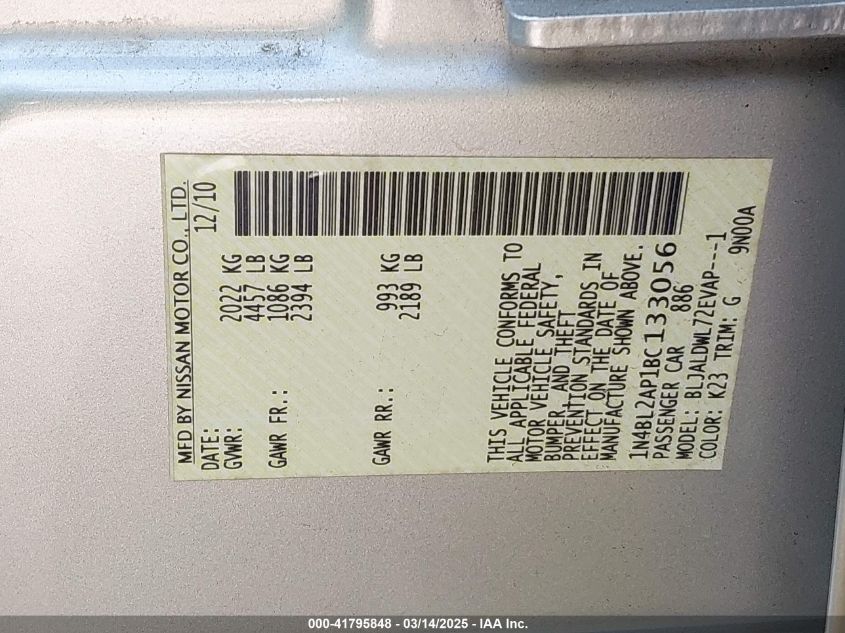 MFD BY NISSAN MOTOR CO., LTD.
DATE: 12/10
GVWR: 2022 KG
4457 LB
GAWR FR.: 1086 KG
2394 LB
GAWR RR.: 993 KG
2189 LB
THIS VEHICLE CONFORMS TO
ALL APPLICABLE FEDERAL
MOTOR VEHICLE SAFETY,
BUMPER, AND THEFT
PREVENTION STANDARDS IN
EFFECT ON THE DATE OF
MANUFACTURE SHOWN ABOVE.
1N4BL2AP1BC133056
PASSENGER CAR 886
MODEL: BLJALDWL72EVAP---1
COLOR: K23 TRIM: G 9N00A
000-41795848 - 03/14/2025 - IAA Inc.